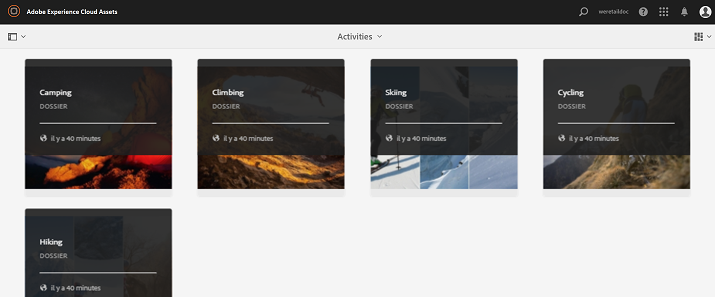 Adobe Experience Cloud Assets
weretaildoc
Activities
Camping
DOSSIER
il y a 40 minutes
Climbing
DOSSIER
il y a 40 minutes
Skiing
DOSSIER
il y a 40 minutes
Cycling
DOSSIER
il y a 40 minutes
Hiking
DOSSIER
il y a 40 minutes